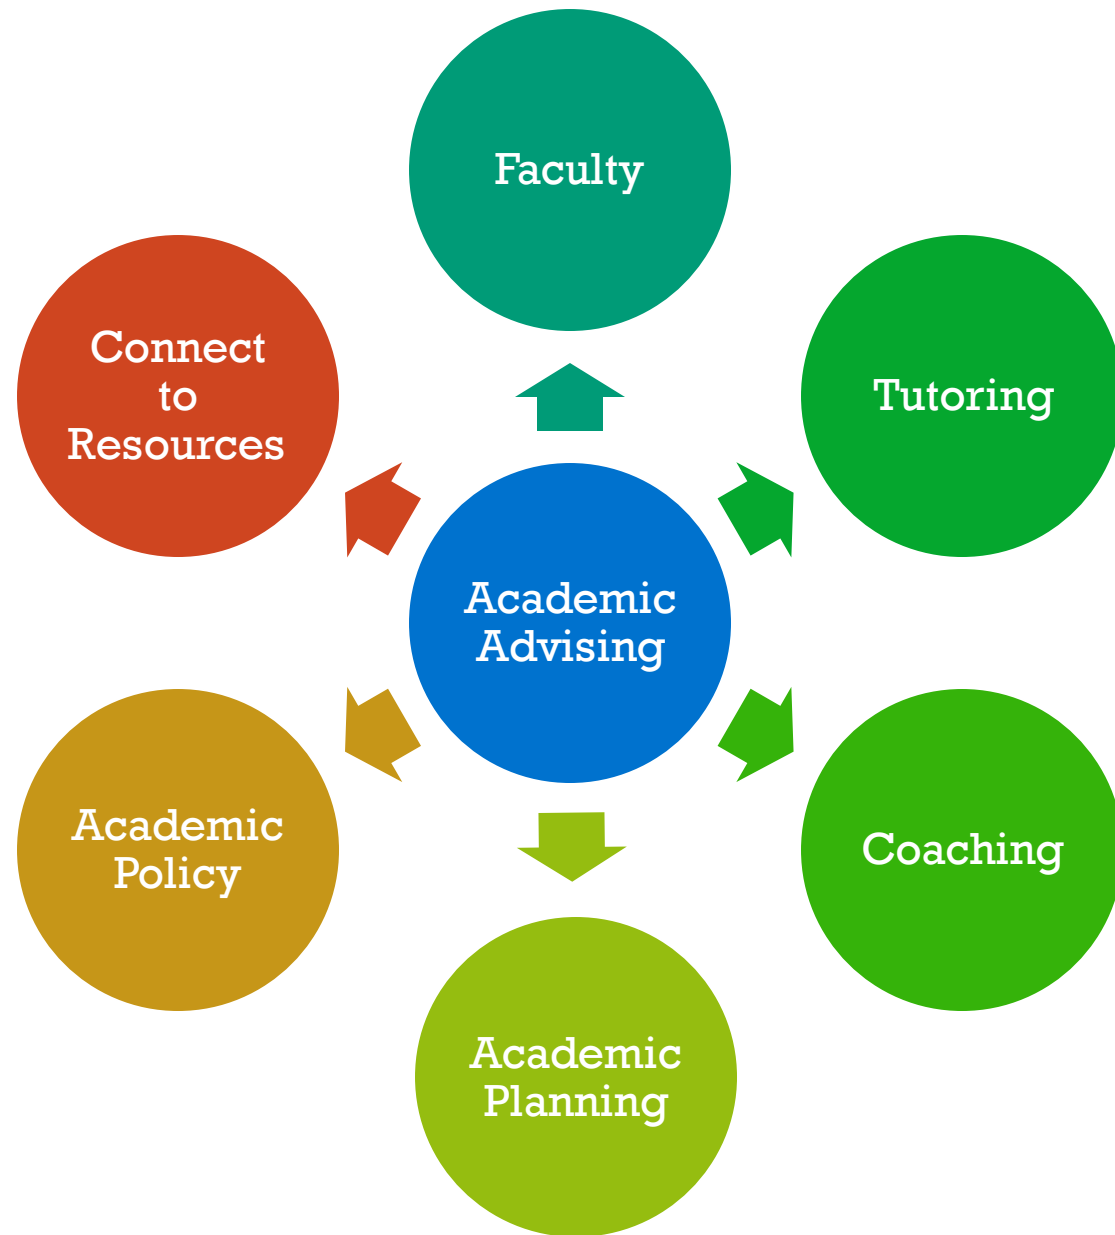 Faculty
Connect
to
Resources
Tutoring
Academic
Advising
Academic
Policy
Coaching
Academic
Planning